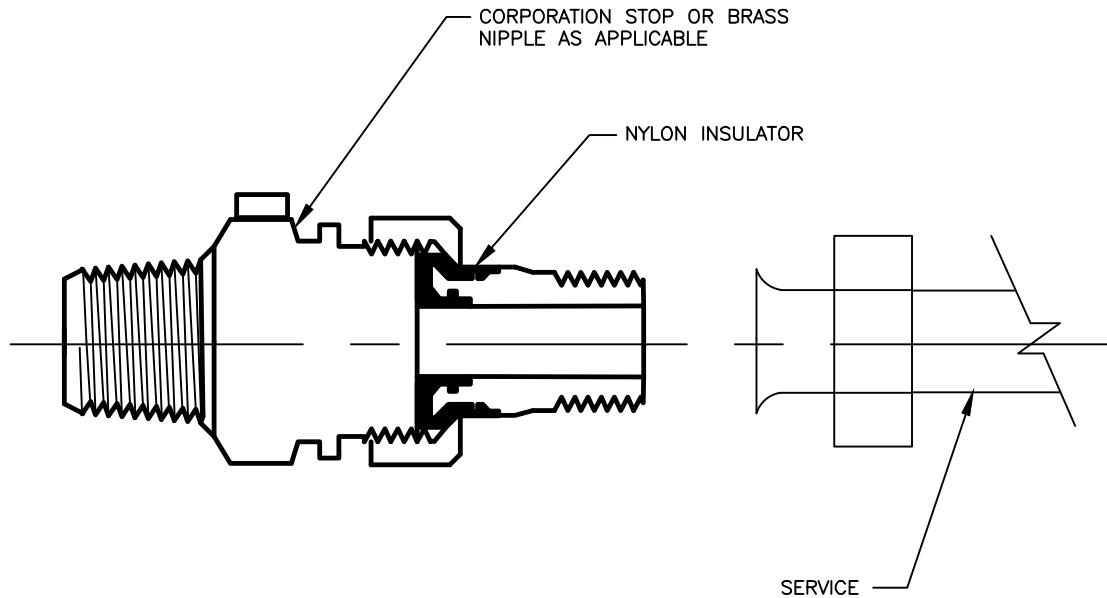 CORPORATION STOP OR BRASS
NIPPLE AS APPLICABLE
NYLON INSULATOR
SERVICE